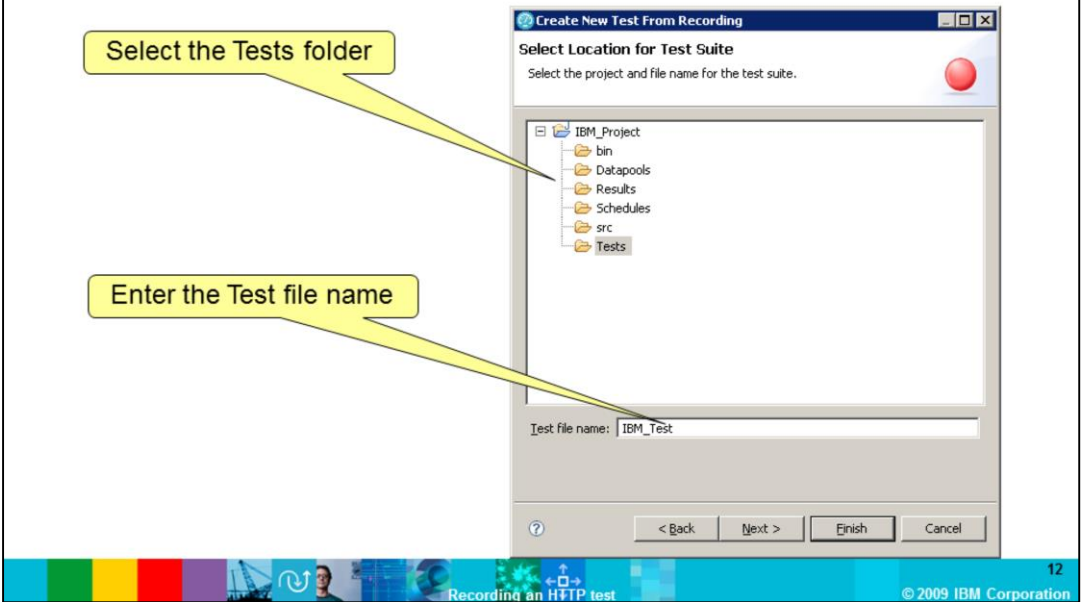 Create New Test From Recording
Select Location for Test Suite
Select the project and file name for the test suite.
Select the Tests folder
IBM_Project
bin
Datapools
Results
Schedules
src
Tests
Enter the Test file name
Test file name: IBM_Test
? < Back Next > Finish Cancel
12
Recording an HTTP test © 2009 IBM Corporation